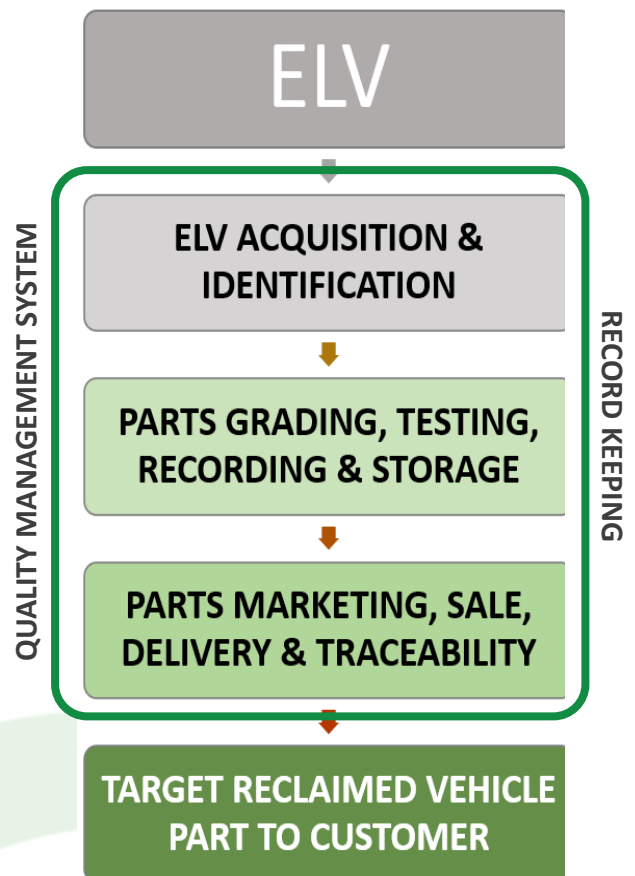 ELV
QUALITY MANAGEMENT SYSTEM
ELV ACQUISITION &
IDENTIFICATION
PARTS GRADING, TESTING,
RECORDING & STORAGE
PARTS MARKETING, SALE,
DELIVERY & TRACEABILITY
RECORD KEEPING
TARGET RECLAIMED VEHICLE
PART TO CUSTOMER